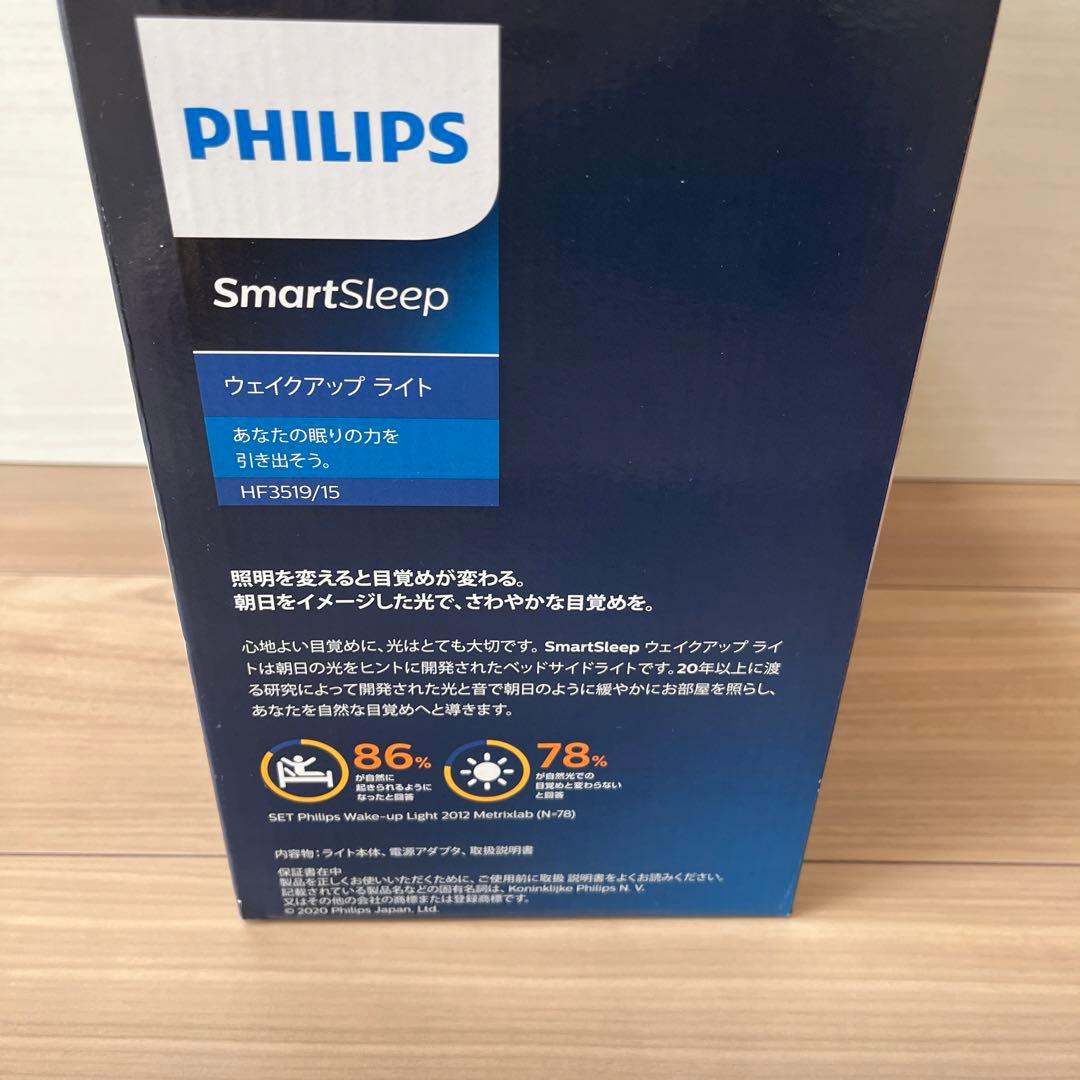 PHILIPS
SmartSleep
ウェイクアップ ライト
あなたの眠りの力を
引き出そう。
HF3519/15
照明を変えると目覚めが変わる。
朝日をイメージした光で、さわやかな目覚めを。
心地よい目覚めに、光はとても大切です。SmartSleep ウェイクアップ ライ
トは朝日の光をヒントに開発されたベッドサイドライトです。20年以上に渡
る研究によって開発された光と音で朝日のように緩やかにお部屋を照らし、
あなたを自然な目覚めへと導きます。
86%
が自然に
起きられるように
なったと回答
78%
が自然光での
目覚めと変わらない
と回答
SET Philips Wake-up Light 2012 Metrixlab (N=78)
内容物：ライト本体、電源アダプタ、取扱説明書
保証書在中
製品を正しくお使いいただくために、ご使用前に取扱 説明書をよくお読みください。
記載されている製品名などの固有名詞は、Koninklijke Philips N. V.
又はその他の会社の商標または登録商標です。
© 2020 Philips Japan, Ltd.